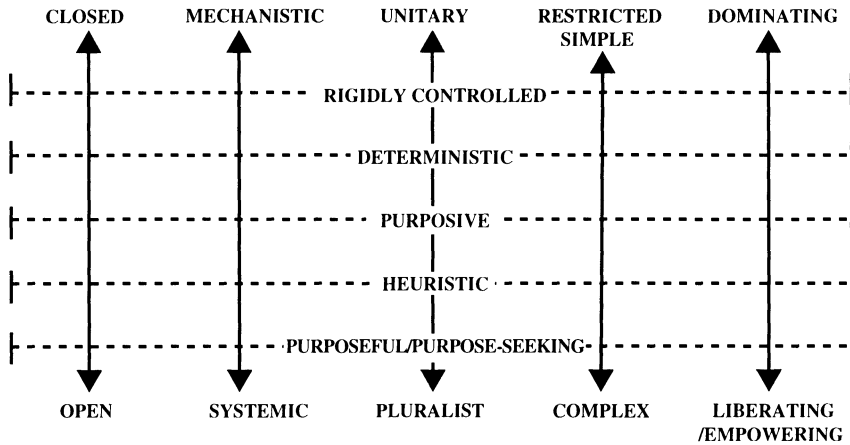 CLOSED MECHANISTIC UNITARY RESTRICTED DOMINATING
SIMPLE
RIGIDLY CONTROLLED
DETERMINISTIC
PURPOSIVE
HEURISTIC
PURPOSEFUL/PURPOSE-SEEKING
OPEN SYSTEMIC PLURALIST COMPLEX LIBERATING
/EMPOWERING